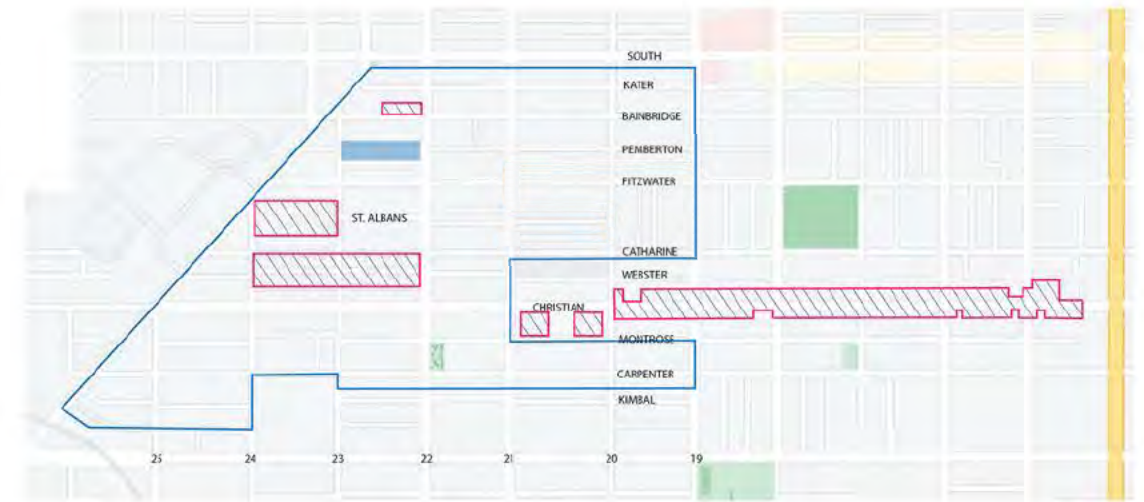 SOUTH
KATER
BAINBRIDGE
PEMBERTON
FITZWATER
ST. ALBANS
CATHARINE
WEBSTER
CHRISTIAN
MONTROSE
CARPENTER
KIMBAL
25 24 23 22 21 20 19